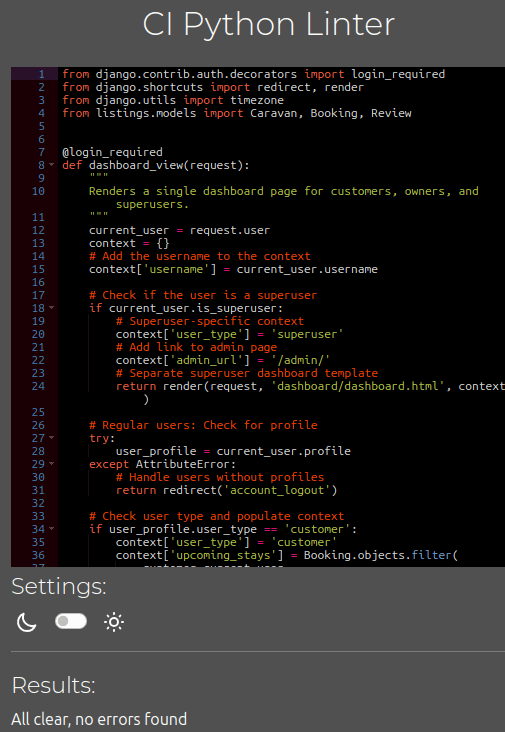 CI Python Linter
1 from django.contrib.auth.decorators import login_required
2 from django.shortcuts import redirect, render
3 from django.utils import timezone
4 from listings.models import Caravan, Booking, Review
5
6
7 @login_required
8 def dashboard_view(request):
9 """
10 Renders a single dashboard page for customers, owners, and
superusers.
11 """
12 current_user = request.user
13 context = {}
14 # Add the username to the context
15 context['username'] = current_user.username
16
17 # Check if the user is a superuser
18 if current_user.is_superuser:
19 # Superuser-specific context
20 context['user_type'] = 'superuser'
21 # Add link to admin page
22 context['admin_url'] = '/admin/'
23 # Separate superuser dashboard template
24 return render(request, 'dashboard/dashboard.html', context
)
25
26 # Regular users: Check for profile
27 try:
28 user_profile = current_user.profile
29 except AttributeError:
30 # Handle users without profiles
31 return redirect('account_logout')
32
33 # Check user type and populate context
34 if user_profile.user_type == 'customer':
35 context['user_type'] = 'customer'
36 context['upcoming_stays'] = Booking.objects.filter(
Settings:
Results:
All clear, no errors found